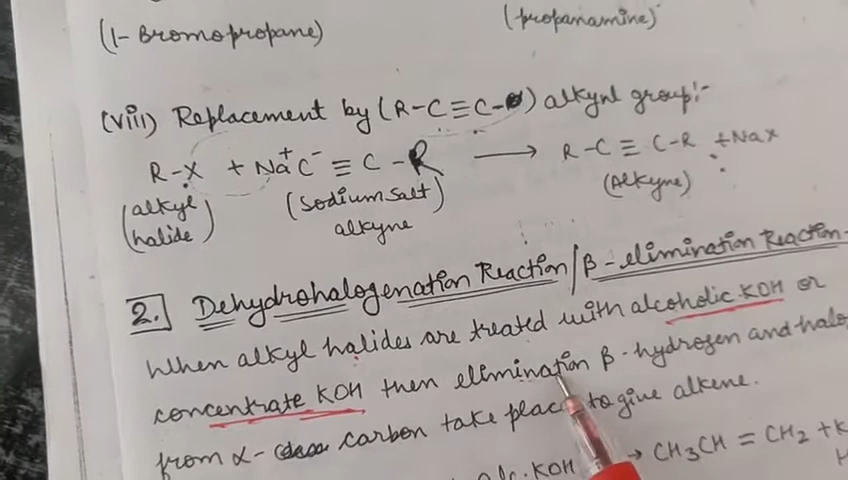 (1-Bromopropane) (propanamine)
(viii) Replacement by (R-C≡C-) alkynl group:-
R-X + Na⁺C⁻≡C-R ⟶ R-C≡C-R + NaX
(alkyl halide) (Sodium salt) alkyne (Alkyne)
2. Dehydrohalogenation Reaction/β-elimination Reaction-
When alkyl halides are treated with alcoholic KOH or
concentrate KOH then elimination β-hydrogen and halo
from α- carbon take place to give alkene.
alc. KOH → CH₃CH=CH₂ + K